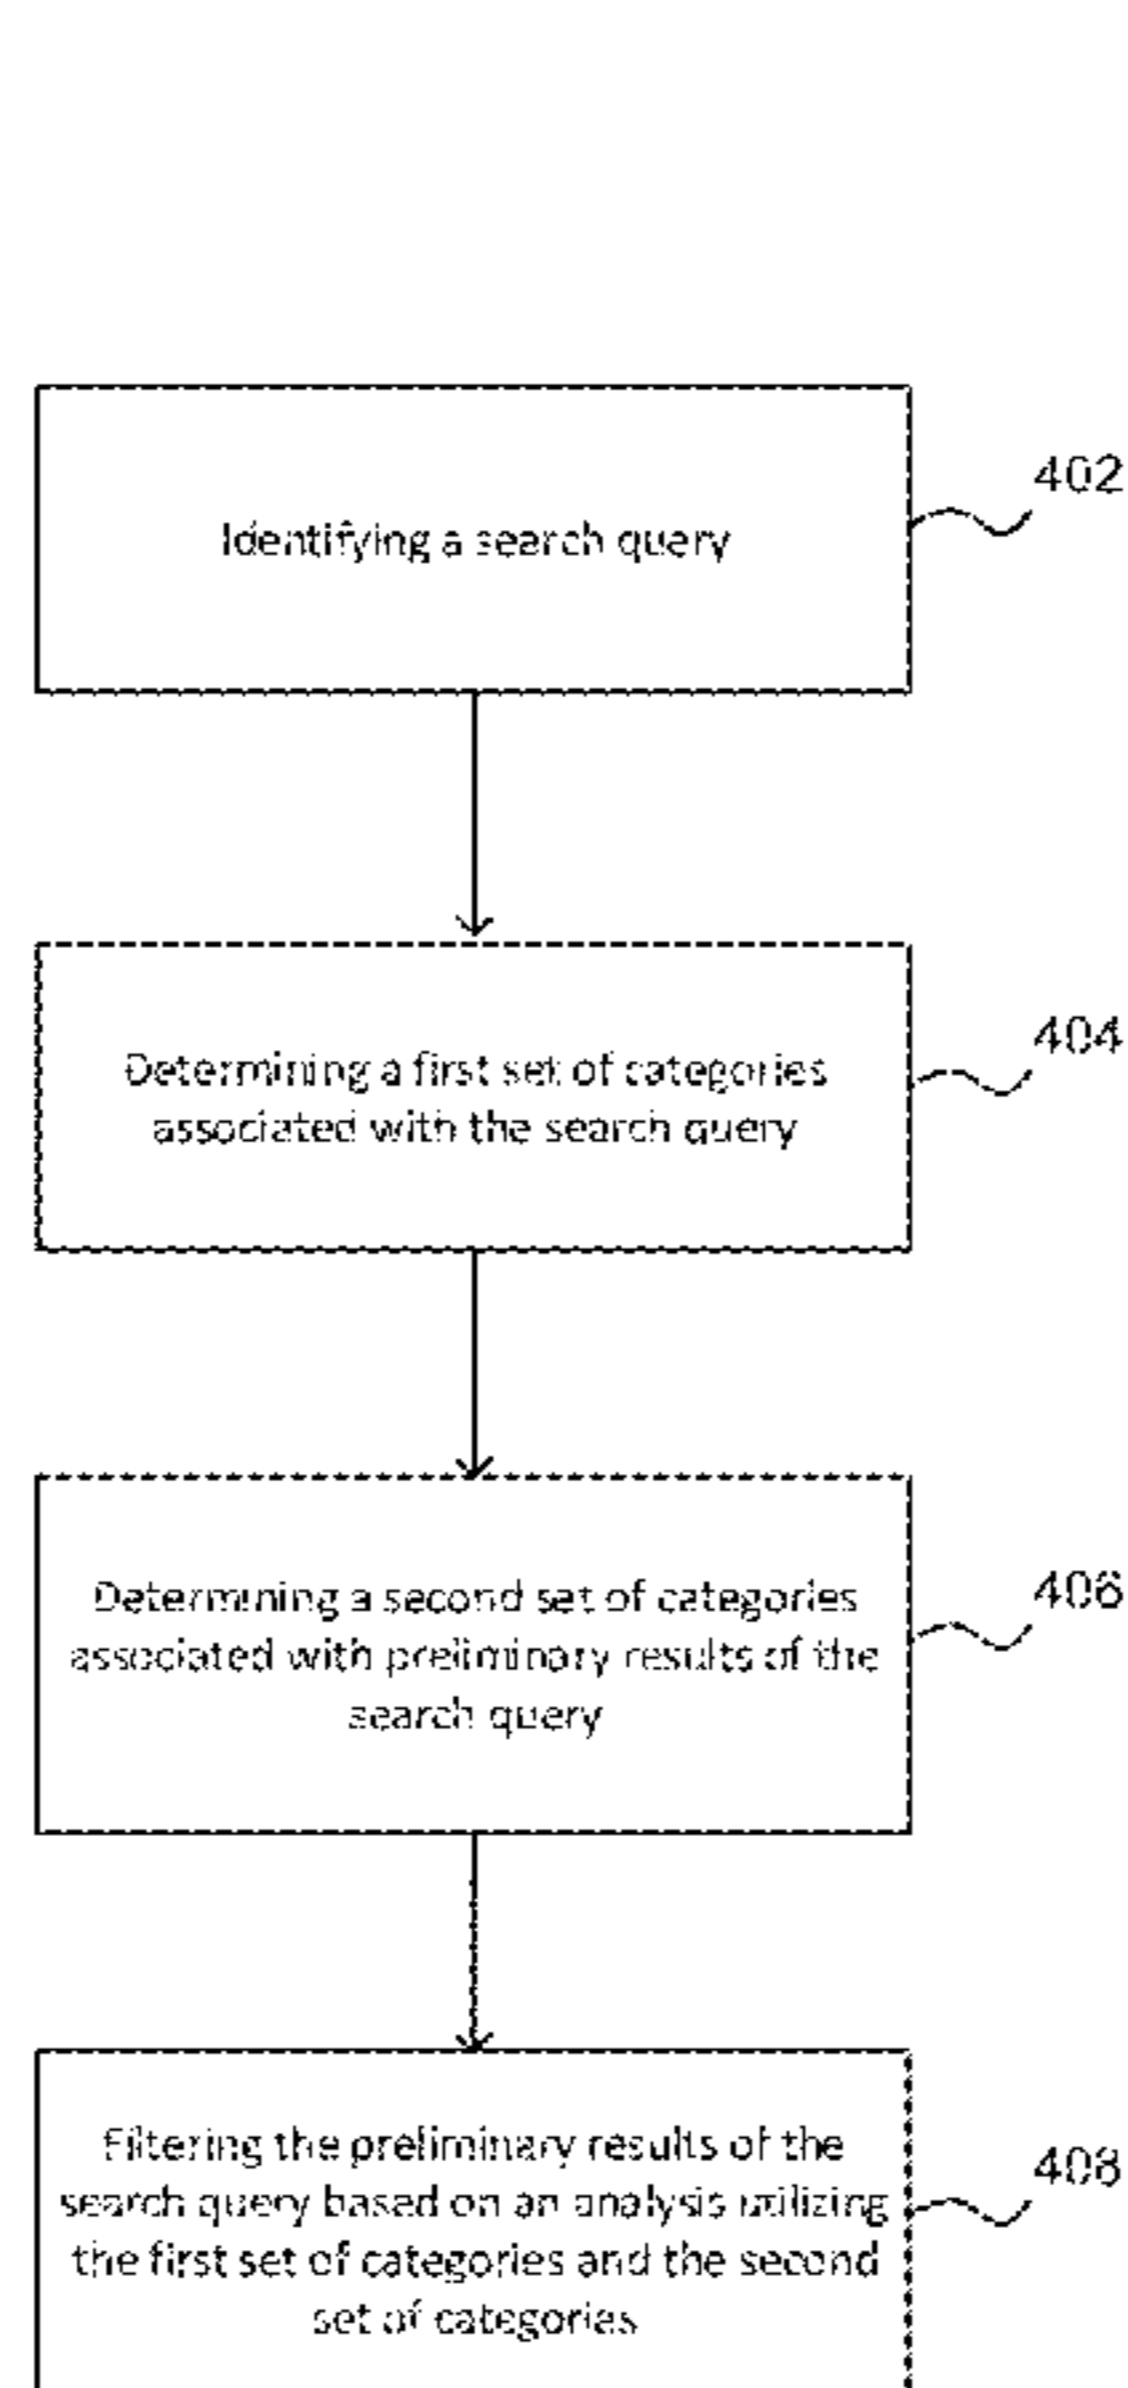 402
Identifying a search query
404
Determining a first set of categories
associated with the search query
406
Determining a second set of categories
associated with preliminary results of the
search query
408
Filtering the preliminary results of the
search query based on an analysis utilizing
the first set of categories and the second
set of categories